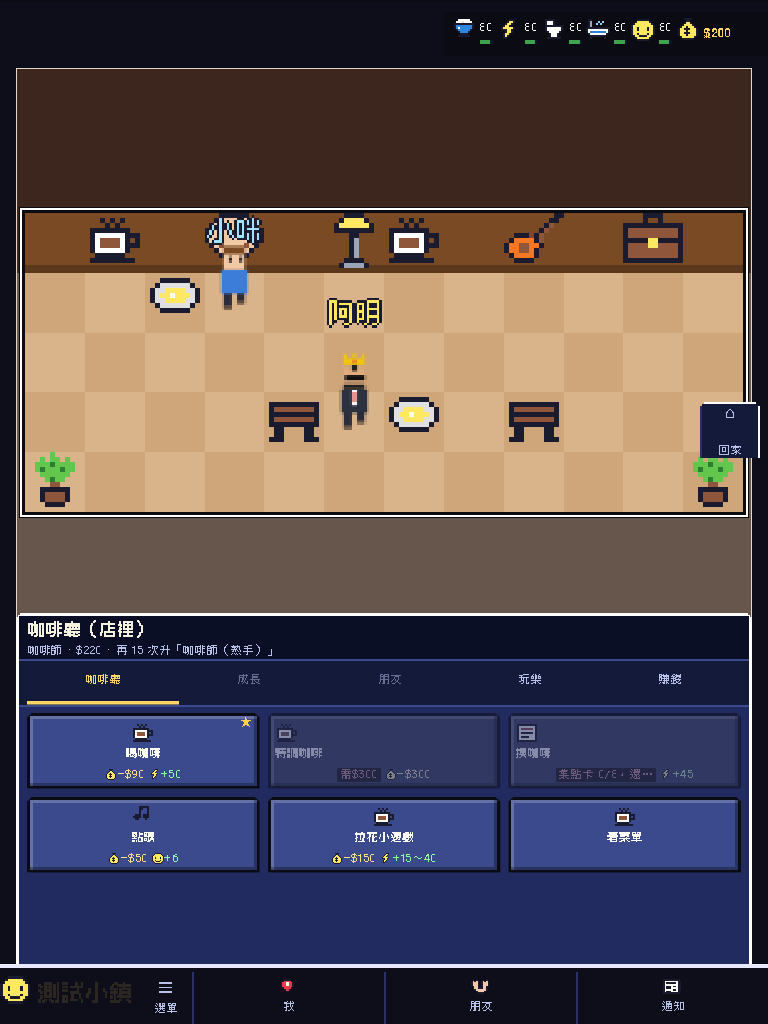 80 80 80 80 80 $200
小咪
阿明
回家
咖啡廳（店裡）
咖啡師 · $220 · 再 15 次升「咖啡師（熟手）」
咖啡廳 成長 朋友 玩樂 賺錢
喝咖啡
-$90 +50
特調咖啡
需$300 -$300
換咖啡
集點卡 0/8，還… +45
點歌
-$50 +6
拉花小遊戲
-$150 +15～40
看菜單
測試小鎮
選單
我
朋友
通知